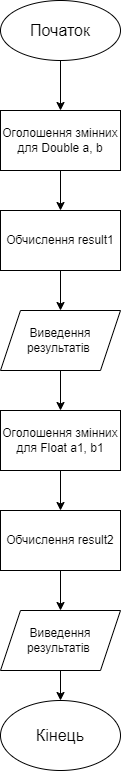 Початок
Оголошення змінних
для Double a, b
Обчислення result1
Виведення
результатів
Оголошення змінних
для Float a1, b1
Обчислення result2
Виведення
результатів
Кінець